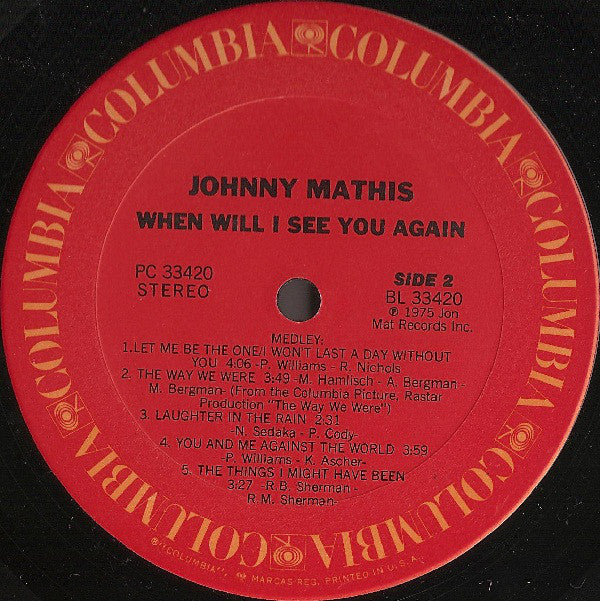 COLUMBIA COLUMBIA COLUMBIA COLUMBIA COLUMBIA COLUMBIA
JOHNNY MATHIS
WHEN WILL I SEE YOU AGAIN
PC 33420
STEREO
SIDE 2
BL 33420
℗ 1975 Jon
Mat Records Inc.
MEDLEY:
1.LET ME BE THE ONE/I WON'T LAST A DAY WITHOUT
YOU 4:06 -P. Williams - R. Nichols
2. THE WAY WE WERE 3:49 -M. Hamlisch - A. Bergman -
M. Bergman- (From the Columbia Picture, Rastar
Production "The Way We Were")
3. LAUGHTER IN THE RAIN 2:31
-N. Sedaka - P. Cody-
4. YOU AND ME AGAINST THE WORLD 3:59
-P. Williams - K. Ascher-
5. THE THINGS I MIGHT HAVE BEEN
3:27 -R.B. Sherman -
R.M. Sherman-
® "COLUMBIA," MARCAS REG. PRINTED IN U.S.A.